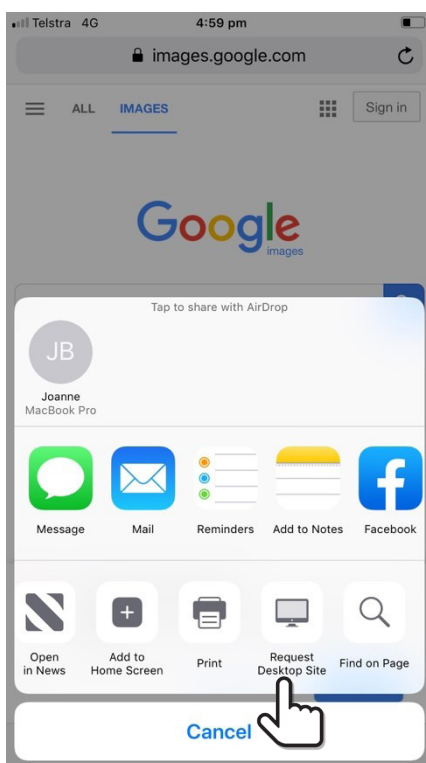 Telstra 4G 4:59 pm
images.google.com
ALL IMAGES Sign in
Google
images
Tap to share with AirDrop
JB
Joanne
MacBook Pro
Message Mail Reminders Add to Notes Facebook
Open in News
Add to Home Screen
Print
Request Desktop Site
Find on Page
Cancel